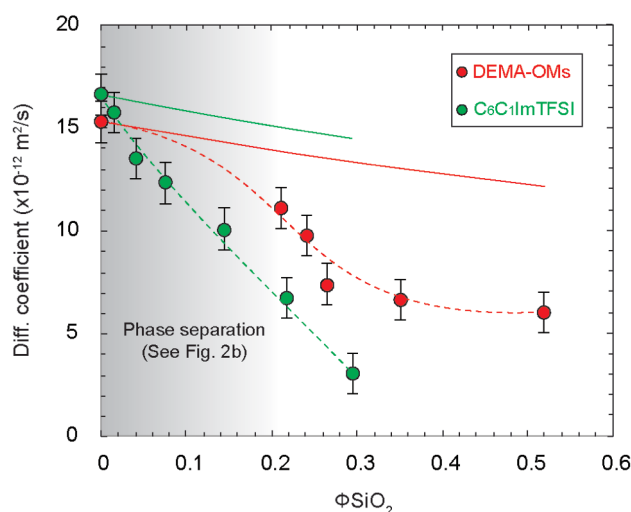 20
15
10
5
0
Diff. coefficient (x10⁻¹² m²/s)
DEMA-OMs
C₆C₁ImTFSI
Phase separation
(See Fig. 2b)
0 0.1 0.2 0.3 0.4 0.5 0.6
ΦSiO₂